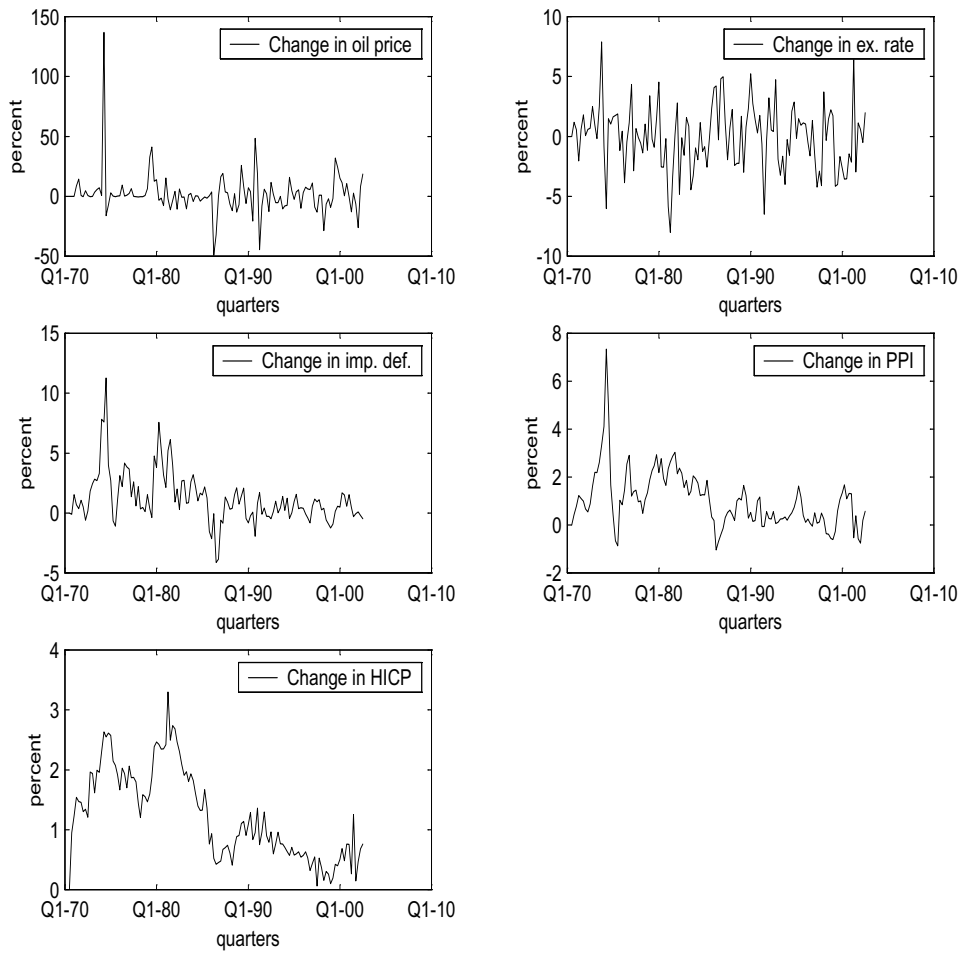 150
100
50
0
-50
percent
Change in oil price
Q1-70 Q1-80 Q1-90 Q1-00 Q1-10
quarters
10
5
0
-5
-10
percent
Change in ex. rate
Q1-70 Q1-80 Q1-90 Q1-00 Q1-10
quarters
15
10
5
0
-5
percent
Change in imp. def.
Q1-70 Q1-80 Q1-90 Q1-00 Q1-10
quarters
8
6
4
2
0
-2
percent
Change in PPI
Q1-70 Q1-80 Q1-90 Q1-00 Q1-10
quarters
4
3
2
1
0
percent
Change in HICP
Q1-70 Q1-80 Q1-90 Q1-00 Q1-10
quarters